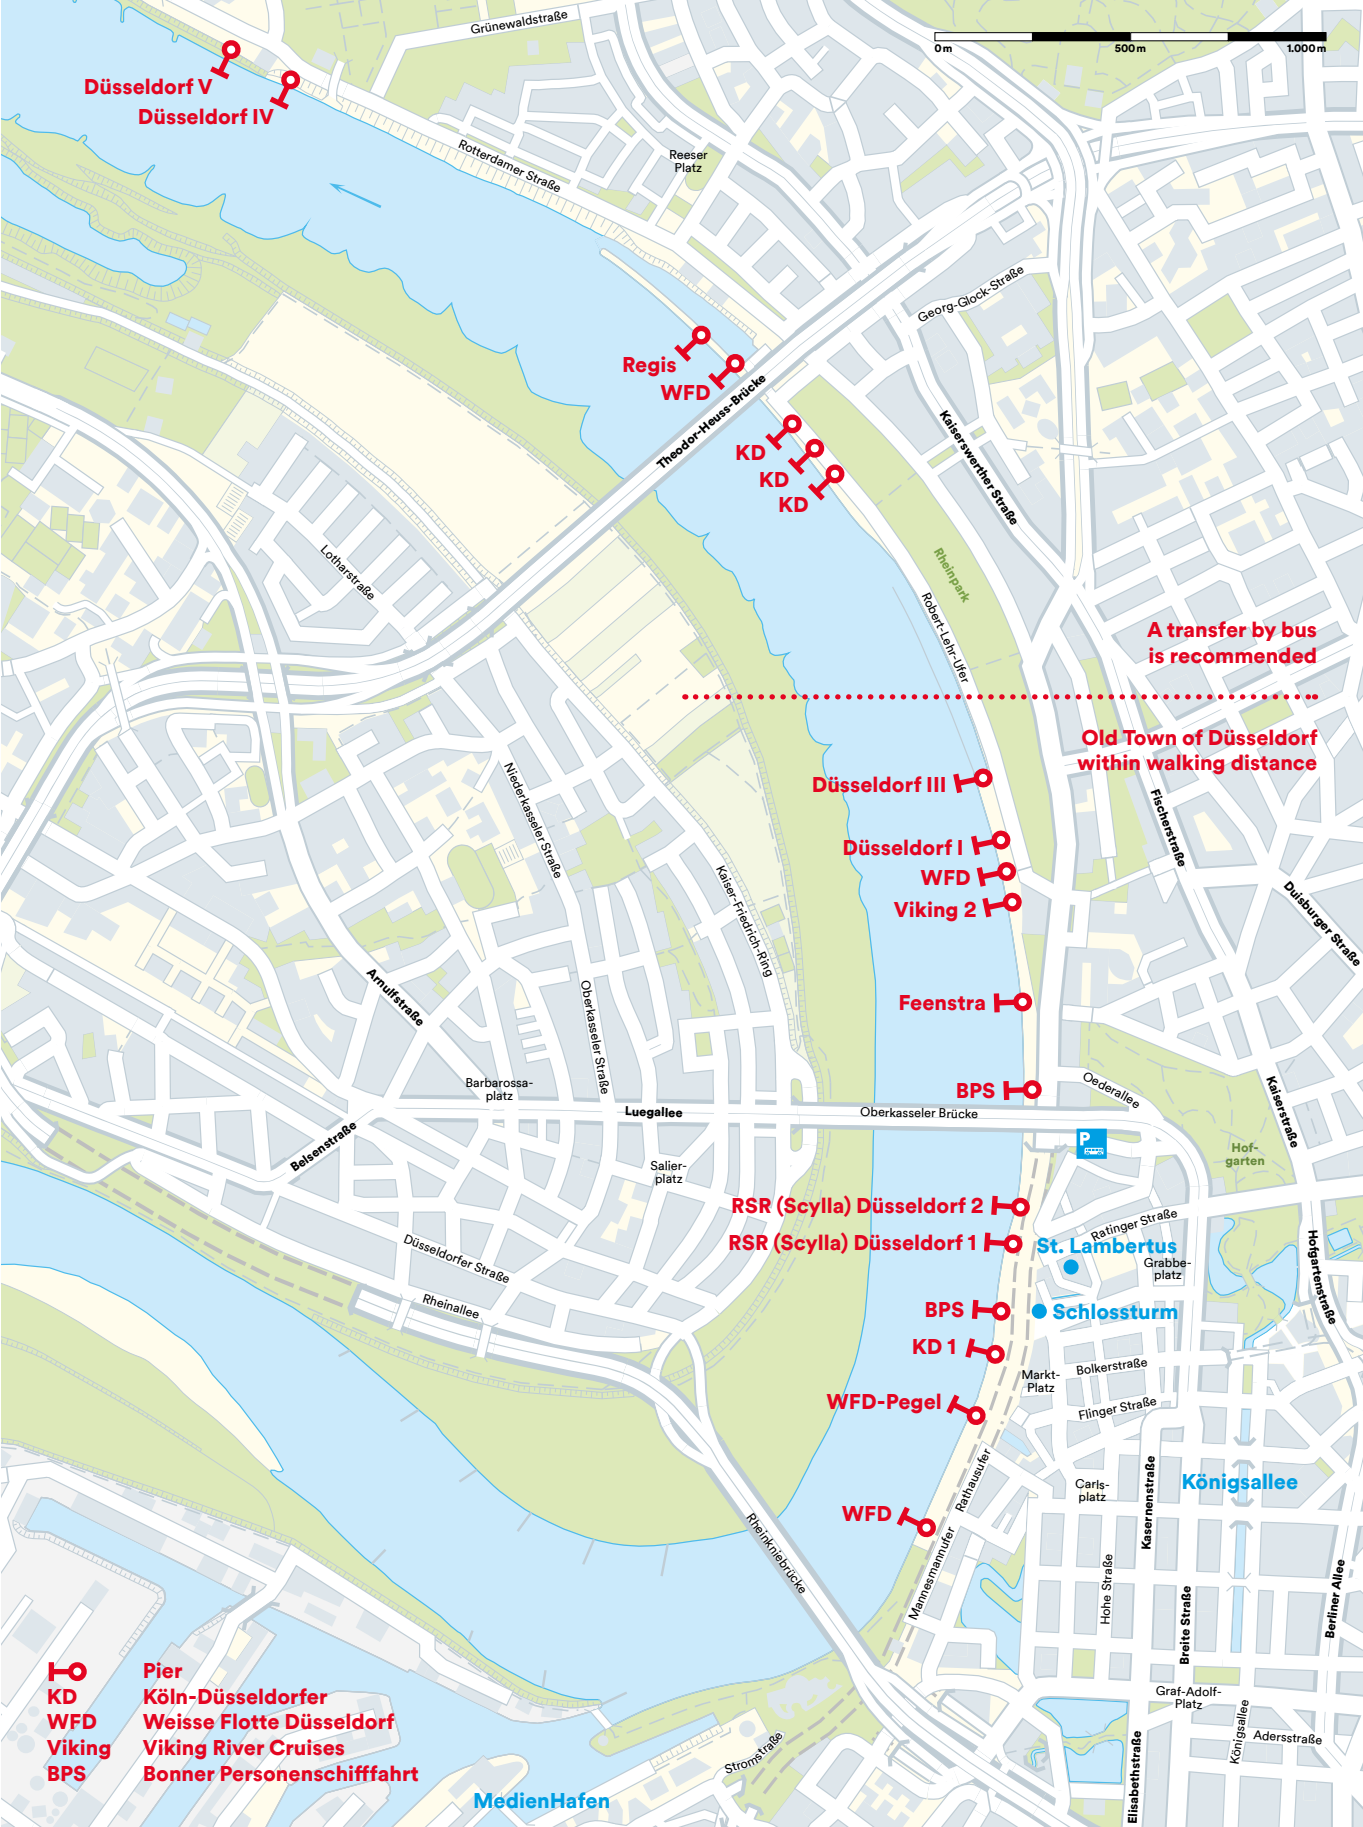 Grünewaldstraße
0 m
500 m
1.000 m
Düsseldorf V
Düsseldorf IV
Rotterdamer Straße
Reeser
Platz
Georg-Glock-Straße
Regis
WFD
Theodor-Heuss-Brücke
KD
KD
KD
Kaiserswerther Straße
Lotharstraße
Rheinpark
Robert-Lehr-Ufer
A transfer by bus
is recommended
Old Town of Düsseldorf
within walking distance
Düsseldorf III
Niederkasseler Straße
Fischerstraße
Düsseldorf I
WFD
Viking 2
Kaiser-Friedrich-Ring
Duisburger Straße
Arnulfstraße
Oberkasseler Straße
Feenstra
Barbarossa-
platz
BPS
Oederallee
Kaiserstraße
Luegallee
Oberkasseler Brücke
P
Belsenstraße
Hof-
garten
Salier-
platz
RSR (Scylla) Düsseldorf 2
Ratinger Straße
RSR (Scylla) Düsseldorf 1
St. Lambertus
Grabbe-
platz
Hofgartenstraße
Düsseldorfer Straße
Rheinallee
BPS
Schlossturm
KD 1
Markt-
Platz
Bolkerstraße
WFD-Pegel
Flinger Straße
Rathausufer
Carls-
platz
Kasernenstraße
Königsallee
WFD
Rheinkniebrücke
Mannesmannufer
Hohe Straße
Breite Straße
Berliner Allee
Pier
KD Köln-Düsseldorfer
WFD Weisse Flotte Düsseldorf
Viking Viking River Cruises
BPS Bonner Personenschifffahrt
Graf-Adolf-
Platz
Königsallee
Adersstraße
Stromstraße
Elisabethstraße
MedienHafen